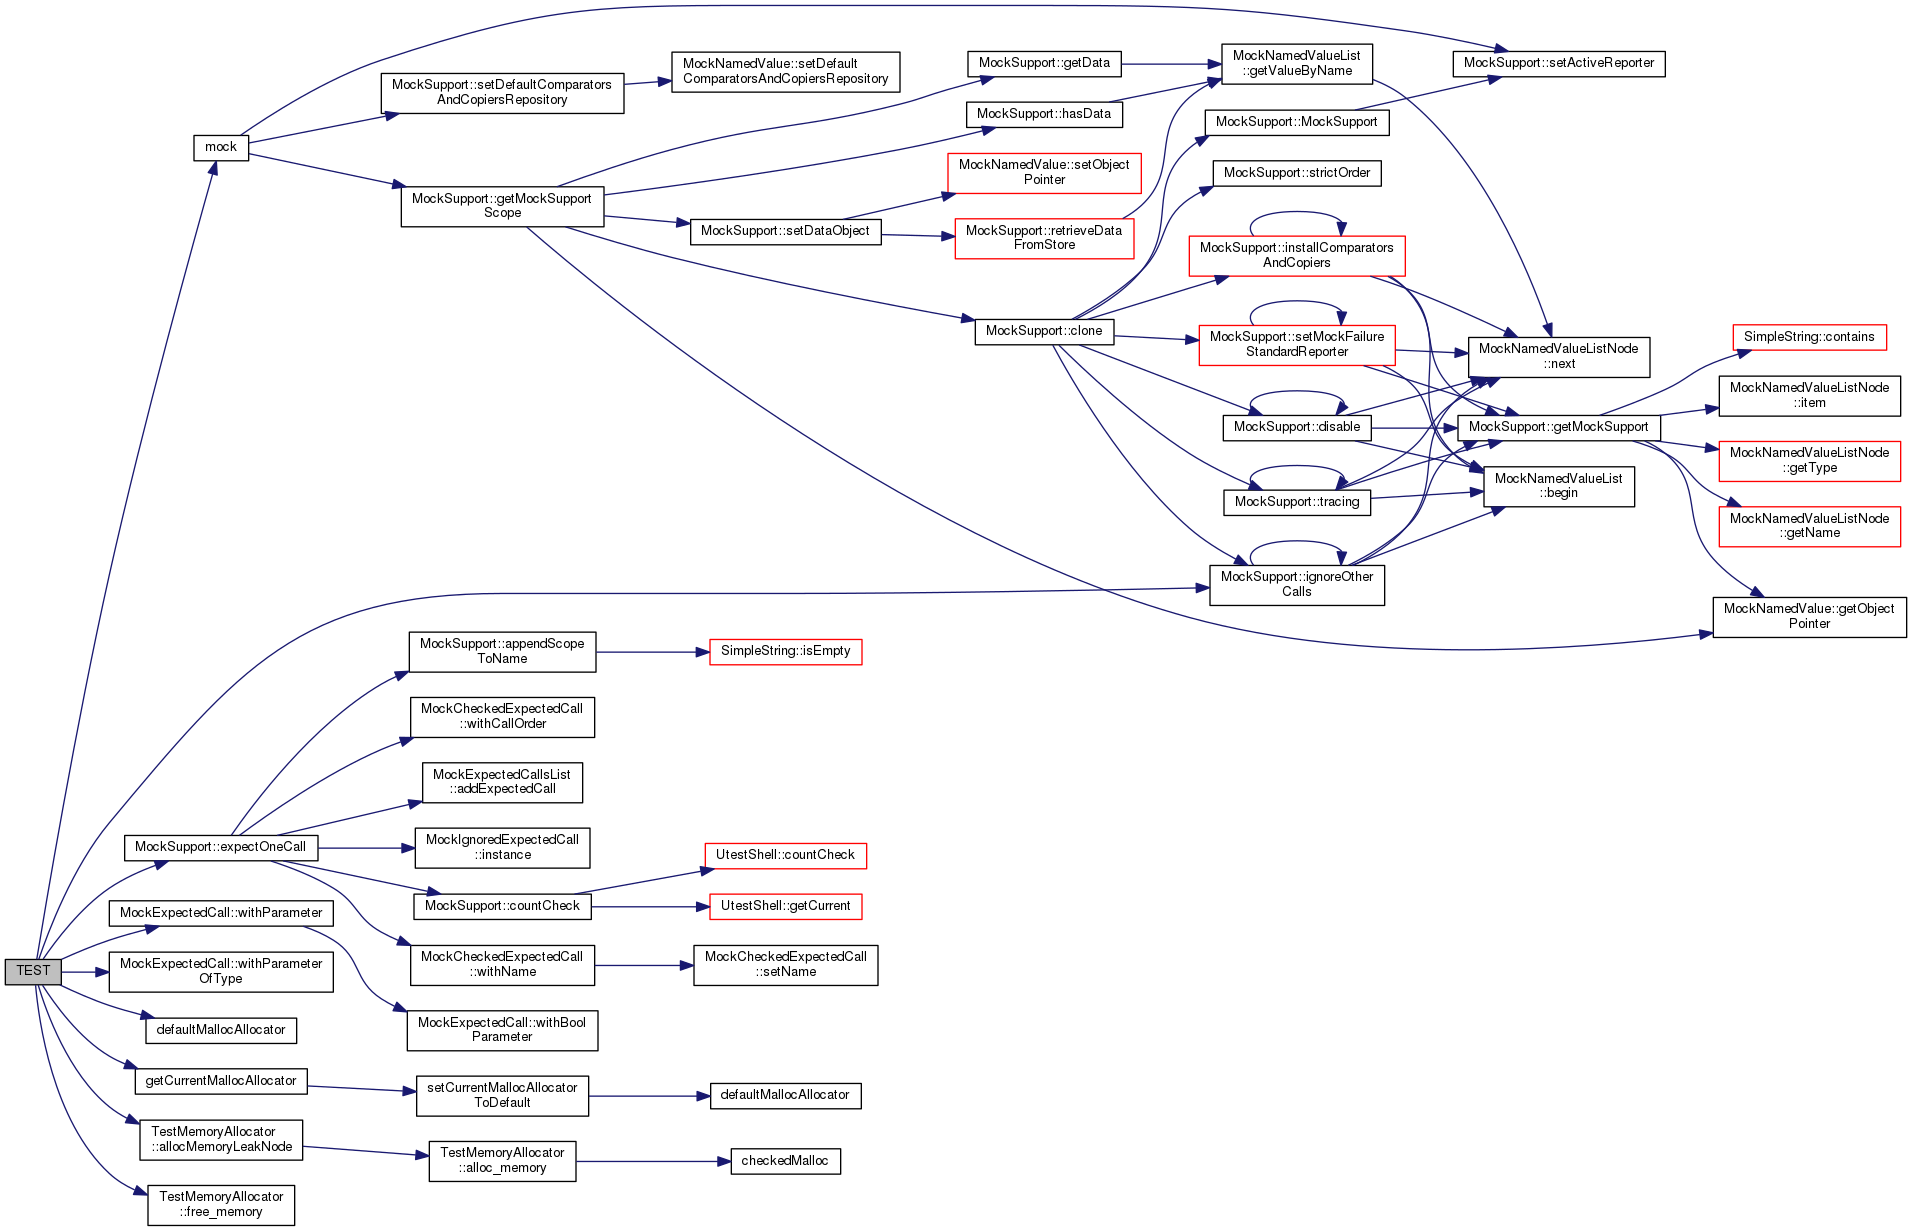 MockSupport::setActiveReporter
MockNamedValueList
::getValueByName
MockSupport::getData
MockNamedValue::setDefault
ComparatorsAndCopiersRepository
MockSupport::setDefaultComparators
AndCopiersRepository
MockSupport::hasData
MockSupport::MockSupport
mock
MockNamedValue::setObject
Pointer
MockSupport::strictOrder
MockSupport::getMockSupport
Scope
MockSupport::setDataObject
MockSupport::retrieveData
FromStore
MockSupport::installComparators
AndCopiers
MockSupport::clone
MockSupport::setMockFailure
StandardReporter
MockNamedValueListNode
::next
SimpleString::contains
MockNamedValueListNode
::item
MockSupport::disable
MockSupport::getMockSupport
MockNamedValueListNode
::getType
MockSupport::tracing
MockNamedValueList
::begin
MockNamedValueListNode
::getName
MockSupport::ignoreOther
Calls
MockNamedValue::getObject
Pointer
MockSupport::appendScope
ToName
SimpleString::isEmpty
MockCheckedExpectedCall
::withCallOrder
MockExpectedCallsList
::addExpectedCall
MockSupport::expectOneCall
MockIgnoredExpectedCall
::instance
UtestShell::countCheck
MockSupport::countCheck
UtestShell::getCurrent
MockExpectedCall::withParameter
MockCheckedExpectedCall
::withName
MockCheckedExpectedCall
::setName
TEST
MockExpectedCall::withParameter
OfType
defaultMallocAllocator
MockExpectedCall::withBool
Parameter
getCurrentMallocAllocator
setCurrentMallocAllocator
ToDefault
defaultMallocAllocator
TestMemoryAllocator
::allocMemoryLeakNode
TestMemoryAllocator
::alloc_memory
checkedMalloc
TestMemoryAllocator
::free_memory